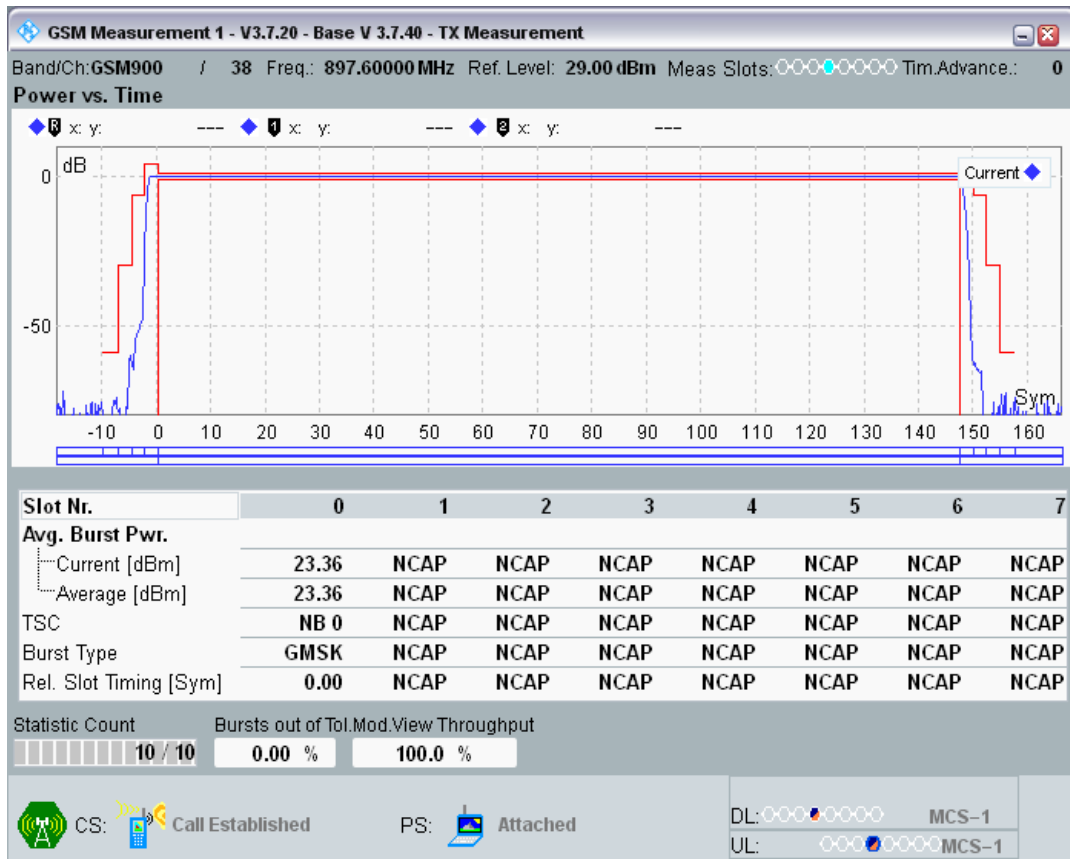 GSM Measurement 1 - V3.7.20 - Base V 3.7.40 - TX Measurement
Band/Ch:GSM900 / 38 Freq.: 897.60000 MHz Ref. Level: 29.00 dBm Meas Slots: Tim.Advance.: 0
Power vs. Time
R x: y: --- 1 x: y: --- 2 x: y: ---
dB
Current
0
-50
Sym
-10 0 10 20 30 40 50 60 70 80 90 100 110 120 130 140 150 160
Slot Nr. 0 1 2 3 4 5 6 7
Avg. Burst Pwr.
Current [dBm] 23.36 NCAP NCAP NCAP NCAP NCAP NCAP NCAP
Average [dBm] 23.36 NCAP NCAP NCAP NCAP NCAP NCAP NCAP
TSC NB 0 NCAP NCAP NCAP NCAP NCAP NCAP NCAP
Burst Type GMSK NCAP NCAP NCAP NCAP NCAP NCAP NCAP
Rel. Slot Timing [Sym] 0.00 NCAP NCAP NCAP NCAP NCAP NCAP NCAP
Statistic Count Bursts out of Tol.Mod.View Throughput
10 / 10 0.00 % 100.0 %
CS: Call Established PS: Attached DL: MCS-1
UL: MCS-1